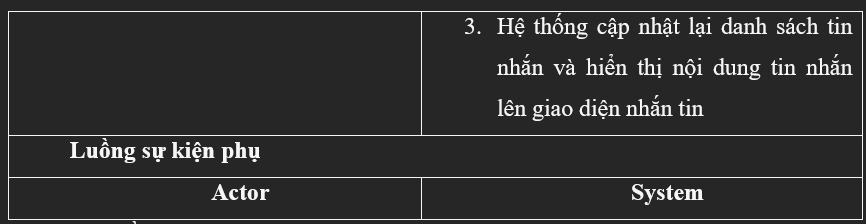 3. Hệ thống cập nhật lại danh sách tin
nhắn và hiển thị nội dung tin nhắn
lên giao diện nhắn tin
Luồng sự kiện phụ
Actor System